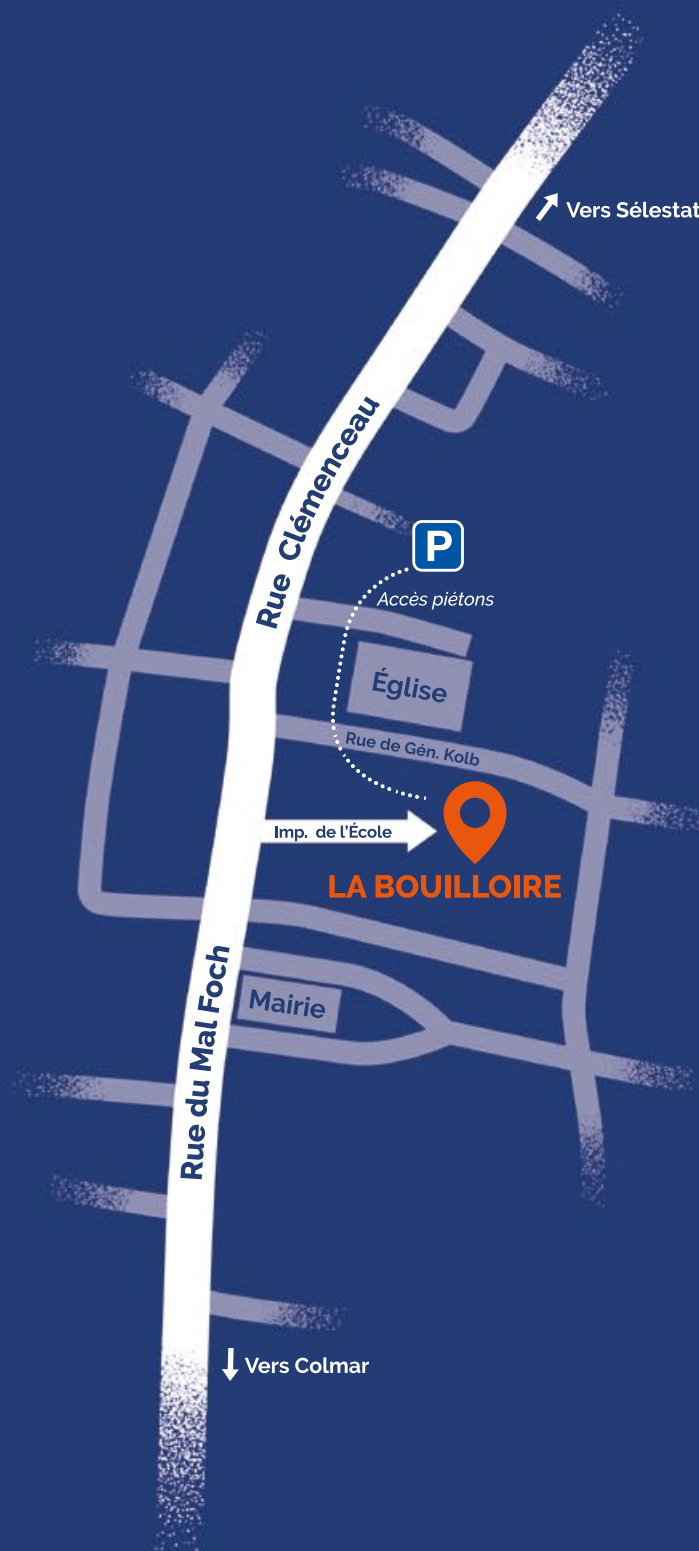 Vers Sélestat
Rue Clémenceau
P
Accès piétons
Église
Rue de Gén. Kolb
Imp. de l'École
LA BOUILLOIRE
Rue du Mal Foch
Mairie
Vers Colmar